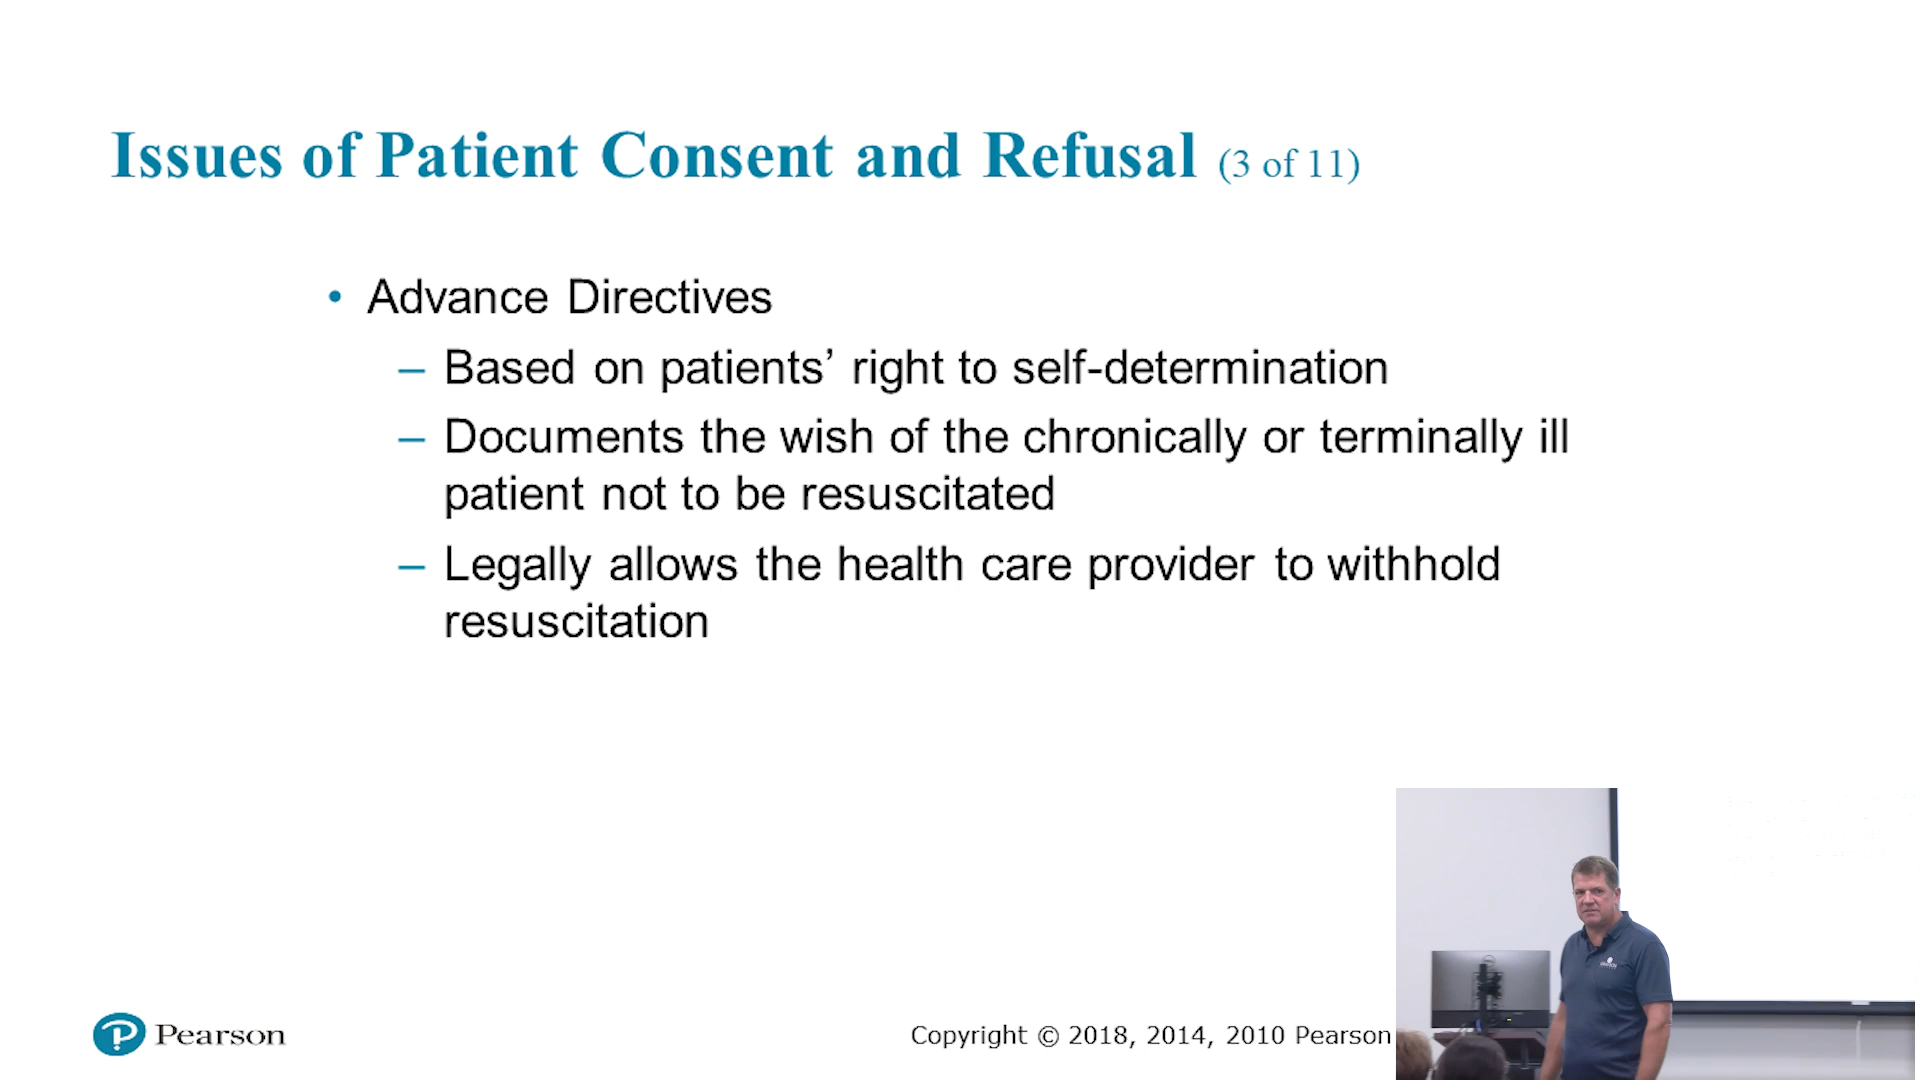 Issues of Patient Consent and Refusal (3 of 11)
• Advance Directives
– Based on patients’ right to self-determination
– Documents the wish of the chronically or terminally ill
patient not to be resuscitated
– Legally allows the health care provider to withhold
resuscitation
Pearson
Copyright © 2018, 2014, 2010 Pearson